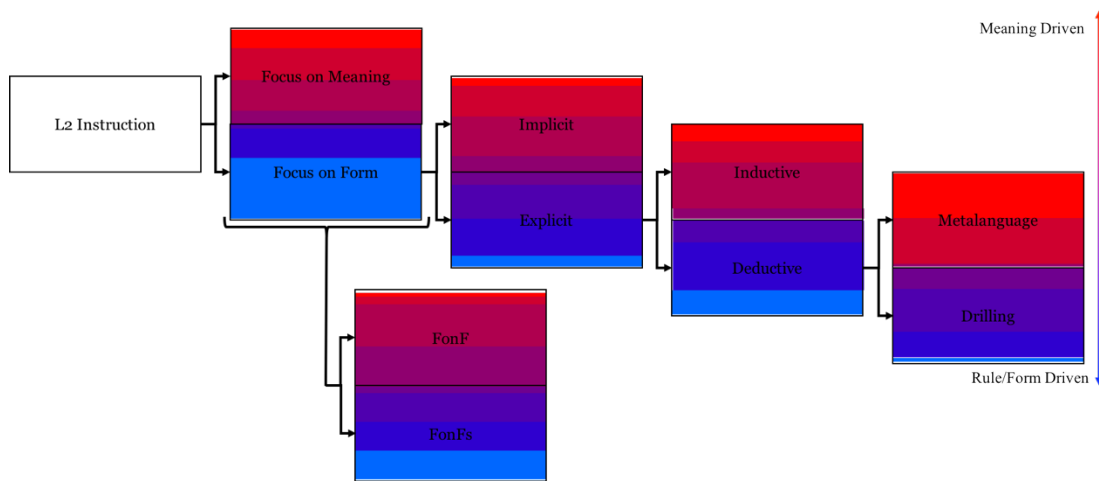 Meaning Driven
Focus on Meaning
L2 Instruction
Implicit
Focus on Form
Inductive
Explicit
Metalanguage
Deductive
Drilling
FonF
Rule/Form Driven
FonFs